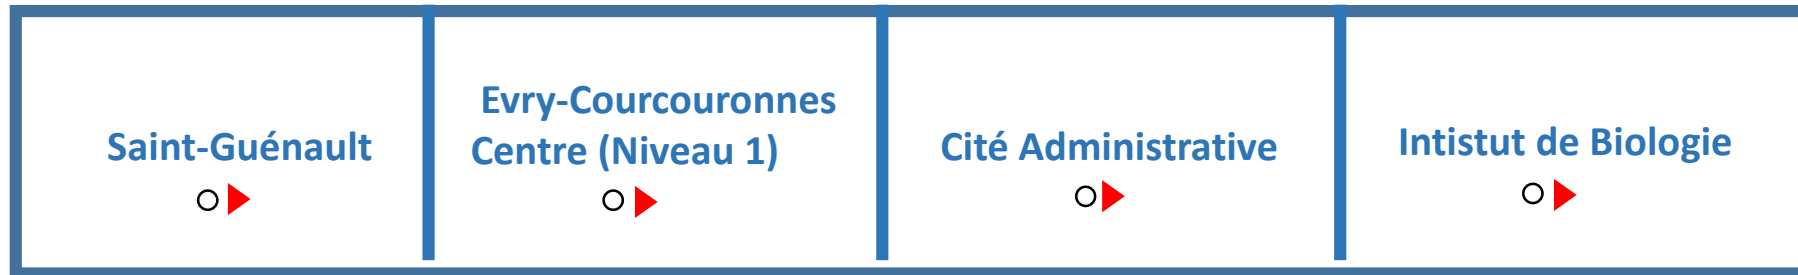 Saint-Guénault
Evry-Courcouronnes
Centre (Niveau 1)
Cité Administrative
Intistut de Biologie